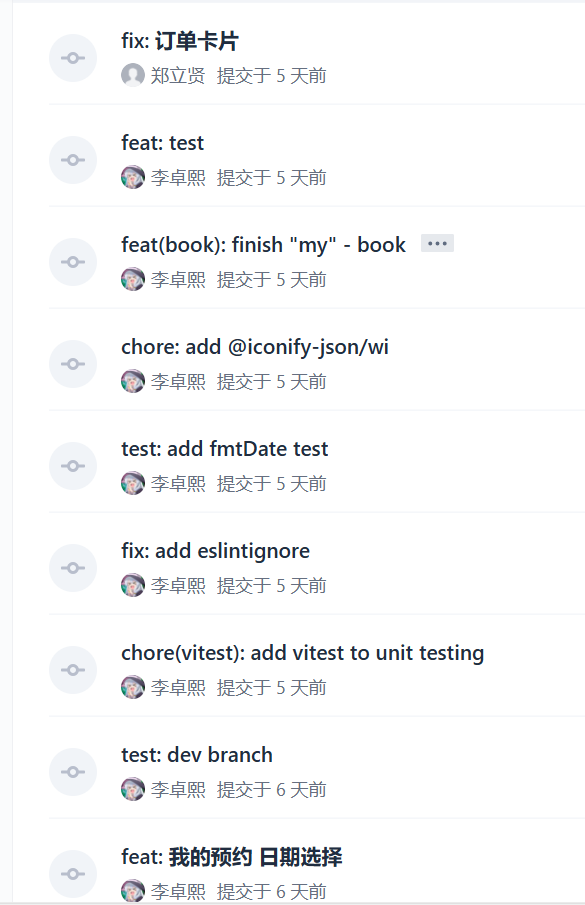 fix: 订单卡片
郑立贤 提交于 5 天前
feat: test
李卓熙 提交于 5 天前
feat(book): finish "my" - book ···
李卓熙 提交于 5 天前
chore: add @iconify-json/wi
李卓熙 提交于 5 天前
test: add fmtDate test
李卓熙 提交于 5 天前
fix: add eslintignore
李卓熙 提交于 5 天前
chore(vitest): add vitest to unit testing
李卓熙 提交于 5 天前
test: dev branch
李卓熙 提交于 6 天前
feat: 我的预约 日期选择
李卓熙 提交于 6 天前